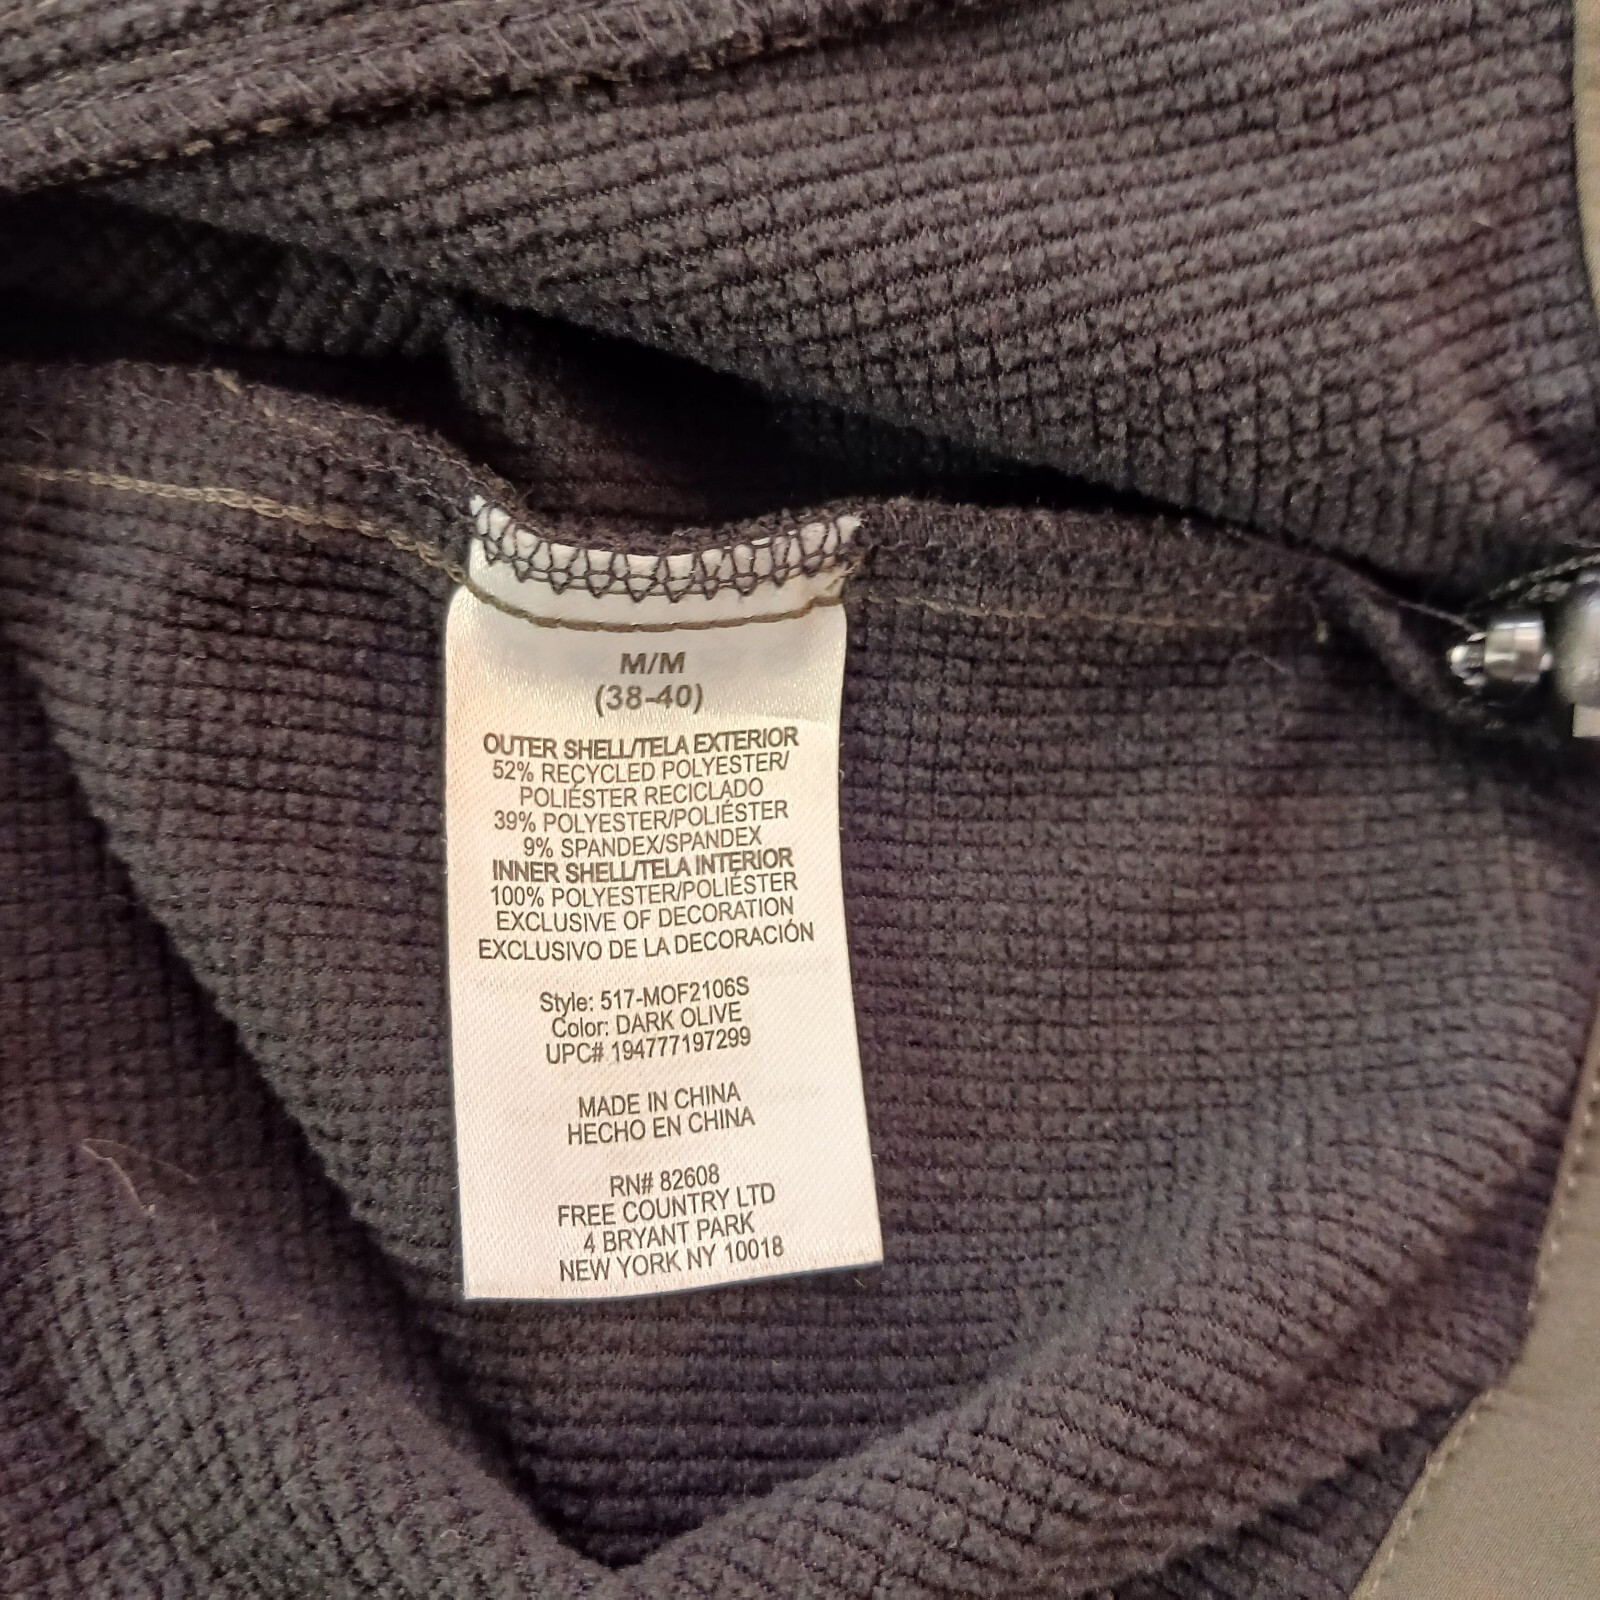 M/M
(38-40)
OUTER SHELL/TELA EXTERIOR
52% RECYCLED POLYESTER/
POLIÉSTER RECICLADO
39% POLYESTER/POLIÉSTER
9% SPANDEX/SPANDEX
INNER SHELL/TELA INTERIOR
100% POLYESTER/POLIÉSTER
EXCLUSIVE OF DECORATION
EXCLUSIVO DE LA DECORACIÓN
Style: 517-MOF2106S
Color: DARK OLIVE
UPC# 194777197299
MADE IN CHINA
HECHO EN CHINA
RN# 82608
FREE COUNTRY LTD
4 BRYANT PARK
NEW YORK NY 10018